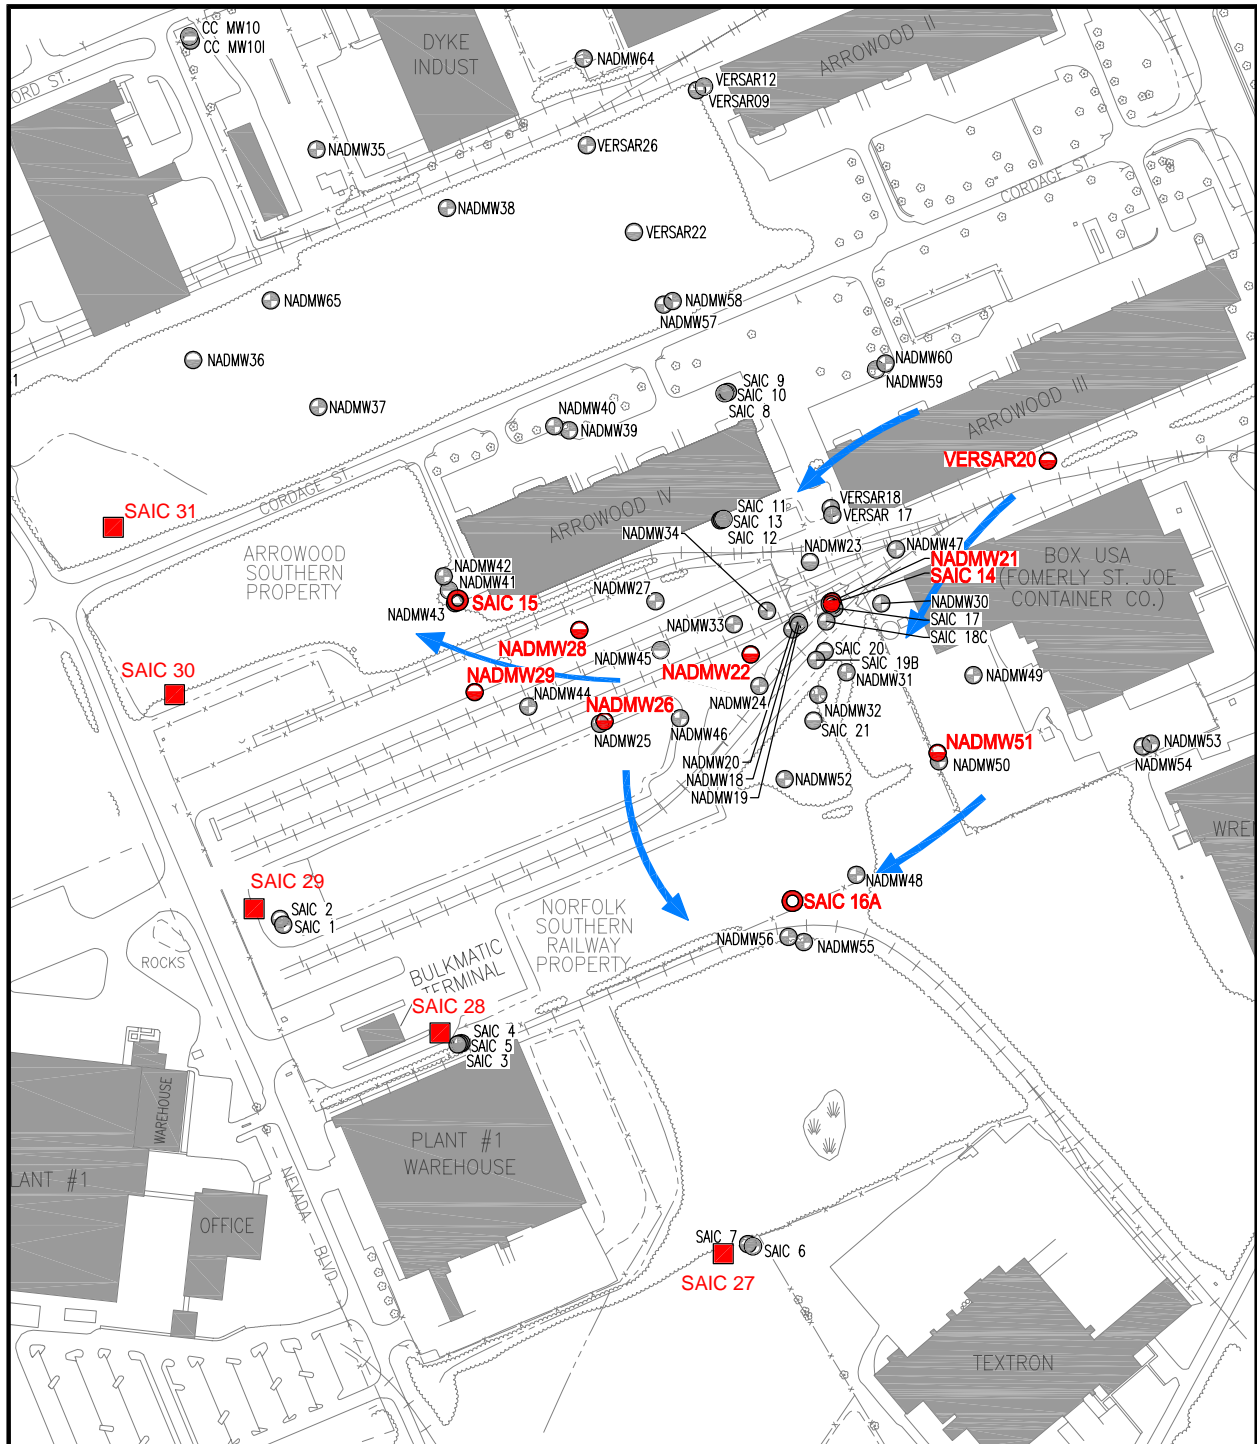 CC MW10
CC MW10I
ORD ST.
DYKE
INDUST
NADMW64
VERSAR12
VERSAR09
ARROWOOD II
NADMW35
VERSAR26
NADMW38
CORDAGE ST.
VERSAR22
NADMW65
NADMW58
NADMW57
NADMW36
1
NADMW60
NADMW59
SAIC 9
SAIC 10
SAIC 8
NADMW37
NADMW40
NADMW39
ARROWOOD III
VERSAR20
CORDAGE ST.
SAIC 31
ARROWOOD IV
VERSAR18
VERSAR 17
SAIC 11
SAIC 13
SAIC 12
NADMW34
NADMW23
NADMW47
NADMW21
SAIC 14
BOX USA
(FOMERLY ST. JOE
CONTAINER CO.)
ARROWOOD
SOUTHERN
PROPERTY
NADMW42
NADMW41
SAIC 15
NADMW43
NADMW27
NADMW30
SAIC 17
SAIC 18C
NADMW33
NADMW28
NADMW45
NADMW22
SAIC 20
SAIC 19B
NADMW31
NADMW49
SAIC 30
NADMW29
NADMW44
NADMW26
NADMW24
NADMW32
NADMW25
NADMW46
SAIC 21
NADMW51
NADMW50
NADMW53
NADMW54
NADMW20
NADMW18
NADMW19
NADMW52
WRE
NADMW48
SAIC 29
SAIC 2
SAIC 1
SAIC 16A
NORFOLK
SOUTHERN
RAILWAY
PROPERTY
NADMW56
NADMW55
ROCKS
BULKMATIC
TERMINAL
SAIC 28
SAIC 4
SAIC 5
SAIC 3
WAREHOUSE
PLANT #1
WAREHOUSE
LANT #1
NEVADA BLVD.
OFFICE
SAIC 7
SAIC 6
SAIC 27
TEXTRON